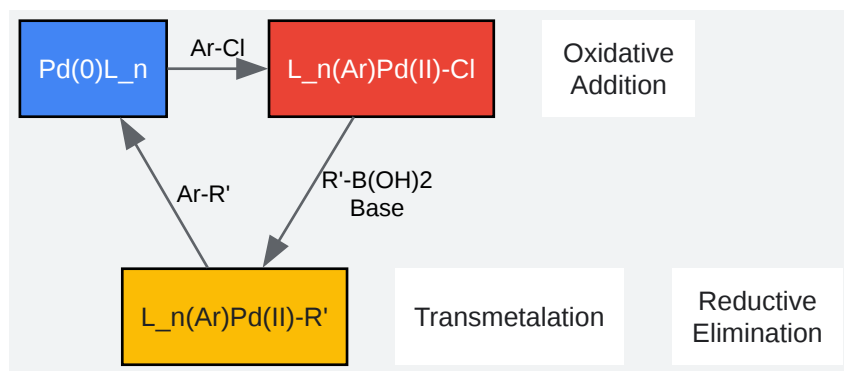 Pd(0)L_n
Ar-Cl
L_n(Ar)Pd(II)-Cl
Oxidative
Addition
Ar-R'
R'-B(OH)2
Base
L_n(Ar)Pd(II)-R'
Transmetalation
Reductive
Elimination